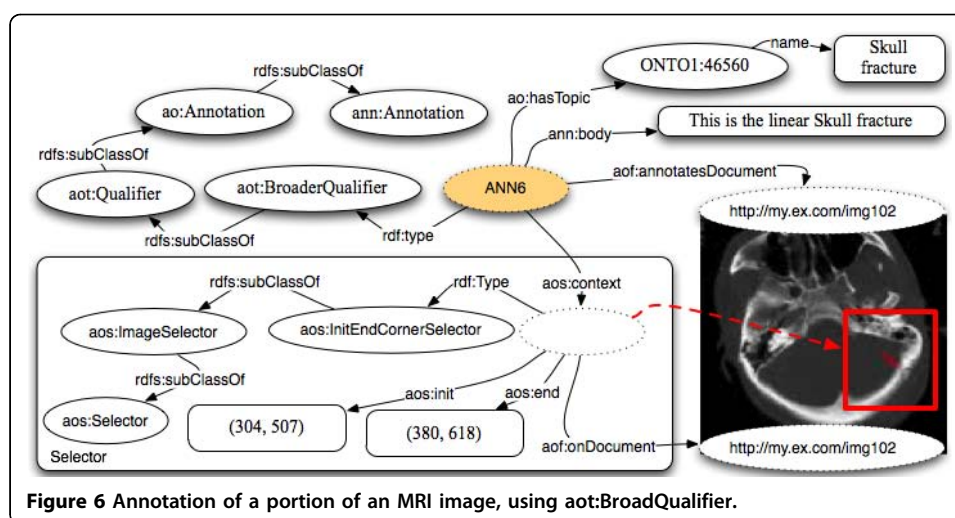 name
Skull
fracture
ONTO1:46560
rdfs:subClassOf
ao:Annotation
ann:Annotation
ao:hasTopic
ann:body
This is the linear Skull fracture
rdfs:subClassOf
aot:Qualifier
aot:BroaderQualifier
ANN6
aof:annotatesDocument
rdfs:subClassOf
rdf:type
http://my.ex.com/img102
rdfs:subClassOf
rdf:Type
aos:context
aos:ImageSelector
aos:InitEndCornerSelector
rdfs:subClassOf
aos:init
aos:end
aos:Selector
(304, 507)
(380, 618)
aof:onDocument
http://my.ex.com/img102
Selector
Figure 6 Annotation of a portion of an MRI image, using aot:BroadQualifier.